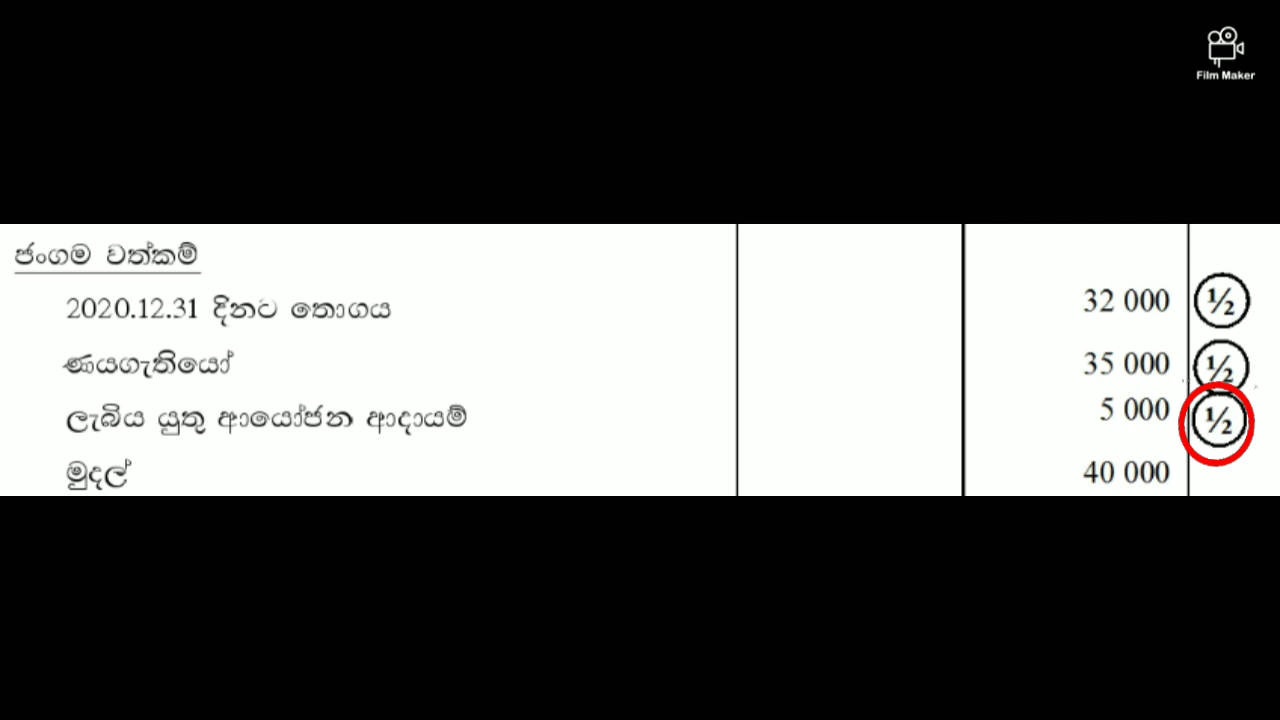 Film Maker
ජංගම වත්කම්
2020.12.31 දිනට තොගය 32 000 ½
ණයගැතියෝ 35 000 ½
ලැබිය යුතු ආයෝජන ආදායම් 5 000 ½
මුදල් 40 000